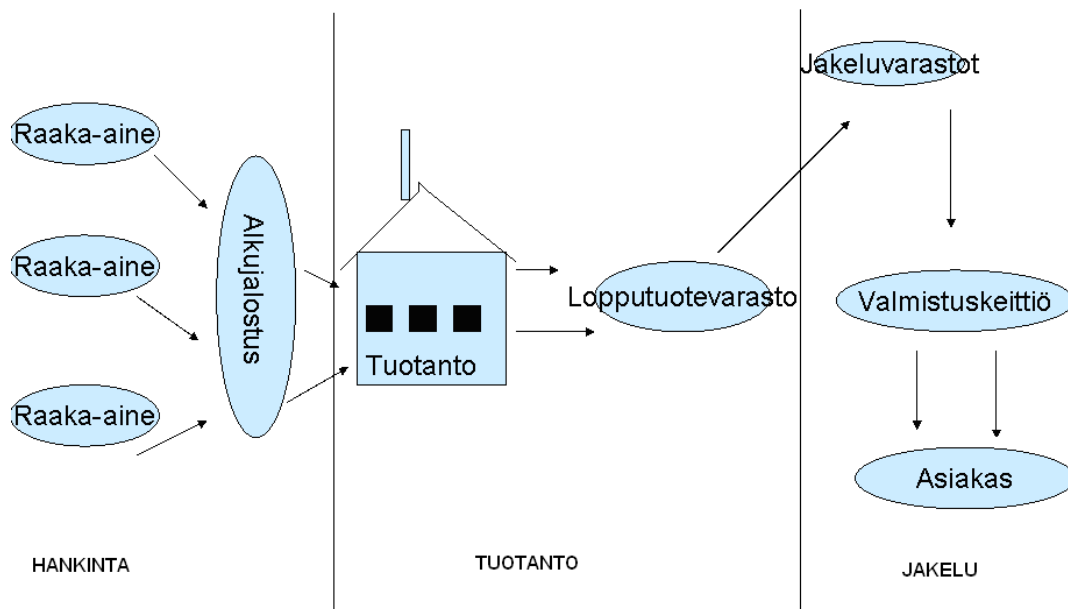 Raaka-aine
Raaka-aine
Raaka-aine
Alkujalostus
HANKINTA
Tuotanto
Lopputuotevarasto
TUOTANTO
Jakeluvarastot
Valmistuskeittiö
Asiakas
JAKELU